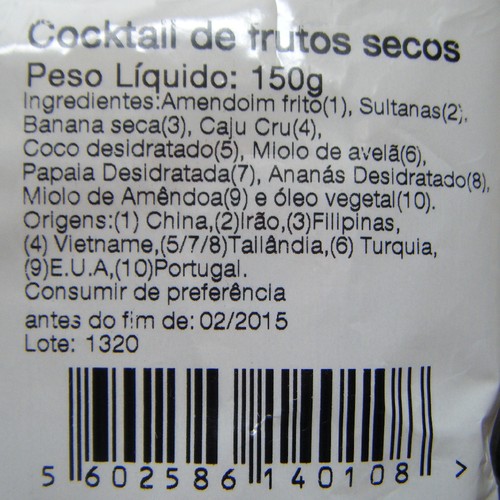 Cocktail de frutos secos
Peso Líquido: 150g
Ingredientes:Amendoim frito(1), Sultanas(2),
Banana seca(3), Caju Cru(4),
Coco desidratado(5), Miolo de avelã(6),
Papaia Desidratada(7), Ananás Desidratado(8),
Miolo de Amêndoa(9) e óleo vegetal(10).
Origens:(1) China,(2)Irão,(3)Filipinas,
(4) Vietname,(5/7/8)Tailândia,(6) Turquia,
(9)E.U.A,(10)Portugal.
Consumir de preferência
antes do fim de: 02/2015
Lote: 1320
5 602586 140108 >